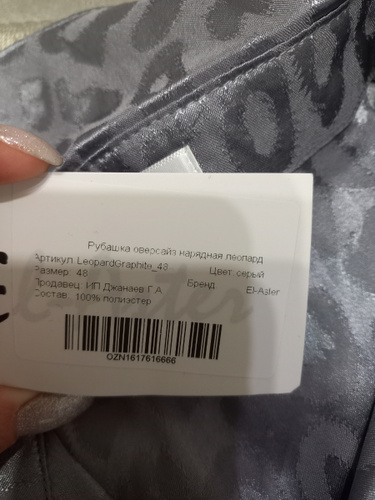 Рубашка оверсайз нарядная леопард
Артикул: LeopardGraphite_48 Цвет: серый
Размер: 48 Бренд El-Aster
Продавец: ИП Джанаев Г.А.
Состав: 100% полиэстер
OZN1617616666